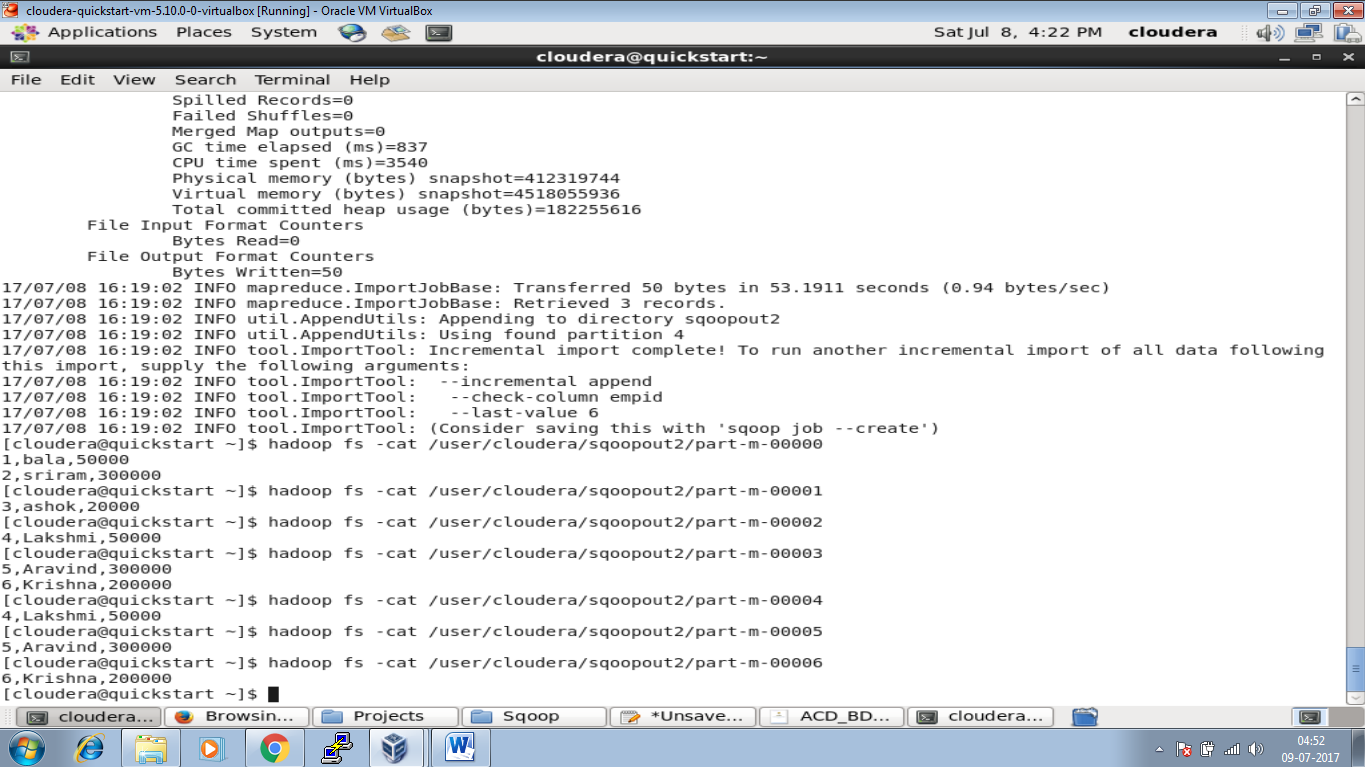 cloudera-quickstart-vm-5.10.0-0-virtualbox [Running] - Oracle VM VirtualBox
Applications Places System Sat Jul 8, 4:22 PM cloudera
cloudera@quickstart:~
File Edit View Search Terminal Help
Spilled Records=0
Failed Shuffles=0
Merged Map outputs=0
GC time elapsed (ms)=837
CPU time spent (ms)=3540
Physical memory (bytes) snapshot=412319744
Virtual memory (bytes) snapshot=4518055936
Total committed heap usage (bytes)=182255616
File Input Format Counters
Bytes Read=0
File Output Format Counters
Bytes Written=50
17/07/08 16:19:02 INFO mapreduce.ImportJobBase: Transferred 50 bytes in 53.1911 seconds (0.94 bytes/sec)
17/07/08 16:19:02 INFO mapreduce.ImportJobBase: Retrieved 3 records.
17/07/08 16:19:02 INFO util.AppendUtils: Appending to directory sqoopout2
17/07/08 16:19:02 INFO util.AppendUtils: Using found partition 4
17/07/08 16:19:02 INFO tool.ImportTool: Incremental import complete! To run another incremental import of all data following
this import, supply the following arguments:
17/07/08 16:19:02 INFO tool.ImportTool:  --incremental append
17/07/08 16:19:02 INFO tool.ImportTool:   --check-column empid
17/07/08 16:19:02 INFO tool.ImportTool:   --last-value 6
17/07/08 16:19:02 INFO tool.ImportTool: (Consider saving this with 'sqoop job --create')
[cloudera@quickstart ~]$ hadoop fs -cat /user/cloudera/sqoopout2/part-m-00000
1,bala,50000
2,sriram,300000
[cloudera@quickstart ~]$ hadoop fs -cat /user/cloudera/sqoopout2/part-m-00001
3,ashok,20000
[cloudera@quickstart ~]$ hadoop fs -cat /user/cloudera/sqoopout2/part-m-00002
4,Lakshmi,50000
[cloudera@quickstart ~]$ hadoop fs -cat /user/cloudera/sqoopout2/part-m-00003
5,Aravind,300000
6,Krishna,200000
[cloudera@quickstart ~]$ hadoop fs -cat /user/cloudera/sqoopout2/part-m-00004
4,Lakshmi,50000
[cloudera@quickstart ~]$ hadoop fs -cat /user/cloudera/sqoopout2/part-m-00005
5,Aravind,300000
[cloudera@quickstart ~]$ hadoop fs -cat /user/cloudera/sqoopout2/part-m-00006
6,Krishna,200000
[cloudera@quickstart ~]$
cloudera... Browsin... Projects Sqoop *Unsave... ACD_BD... cloudera...
04:52
09-07-2017